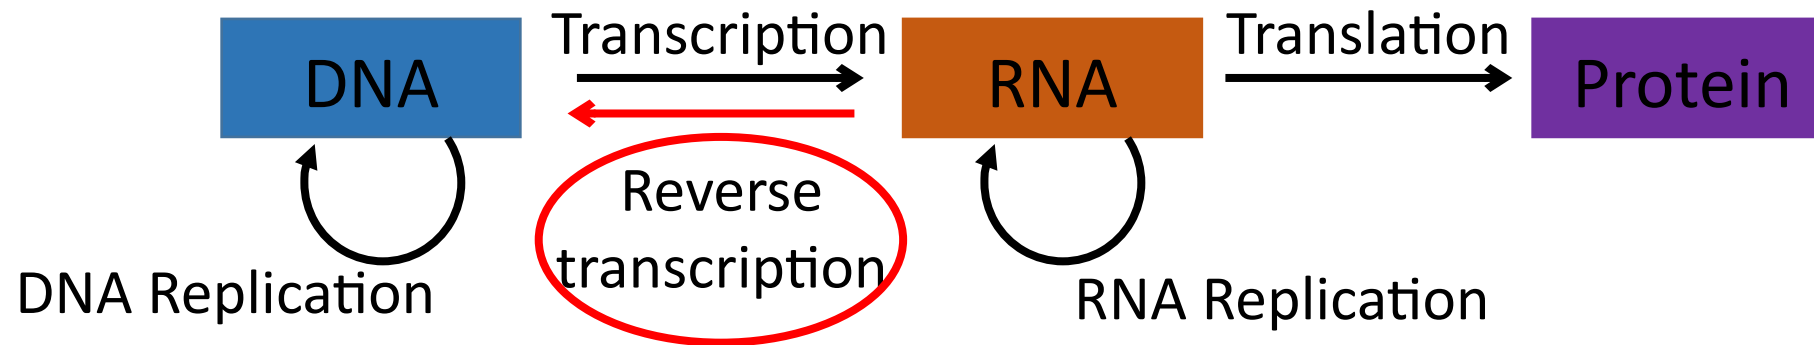 Transcription
Translation
DNA
RNA
Protein
Reverse
transcription
DNA Replication
RNA Replication